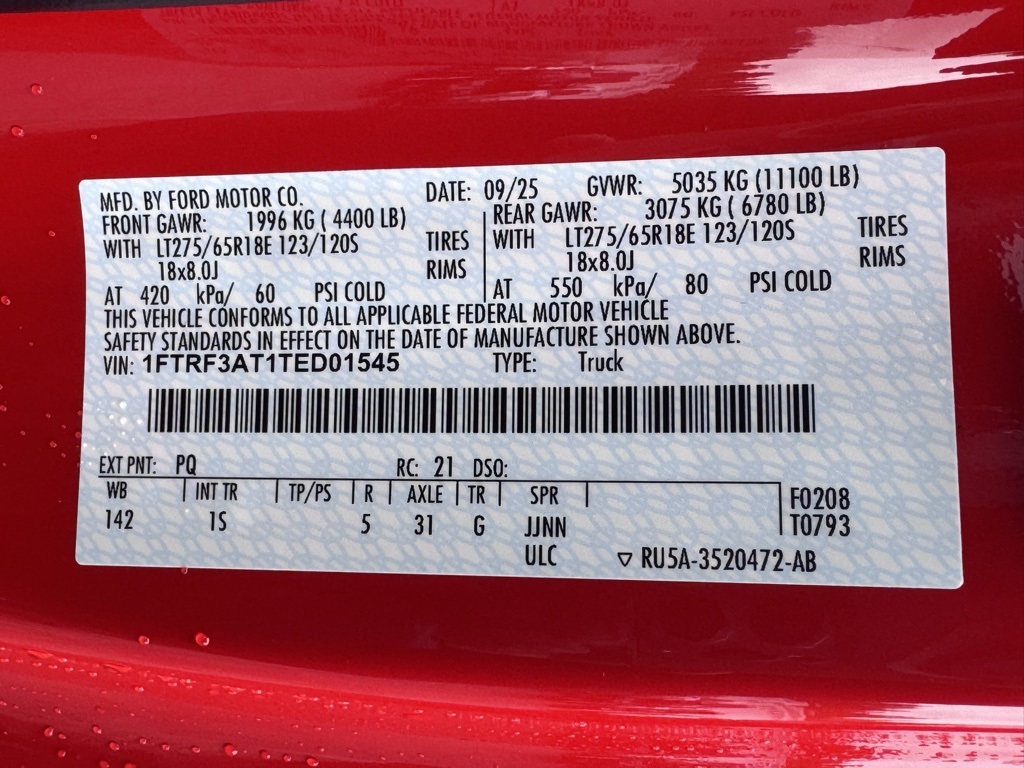 MFD. BY FORD MOTOR CO. DATE: 09/25 GVWR: 5035 KG (11100 LB)
FRONT GAWR: 1996 KG ( 4400 LB) REAR GAWR: 3075 KG ( 6780 LB)
WITH LT275/65R18E 123/120S TIRES WITH LT275/65R18E 123/120S TIRES
18x8.0J RIMS 18x8.0J RIMS
AT 420 kPa/ 60 PSI COLD AT 550 kPa/ 80 PSI COLD
THIS VEHICLE CONFORMS TO ALL APPLICABLE FEDERAL MOTOR VEHICLE
SAFETY STANDARDS IN EFFECT ON THE DATE OF MANUFACTURE SHOWN ABOVE.
VIN: 1FTRF3AT1TED01545 TYPE: Truck
EXT PNT: PQ RC: 21 DSO:
WB INT TR TP/PS R AXLE TR SPR F0208
142 1S 5 31 G JJNN T0793
ULC ▽ RU5A-3520472-AB